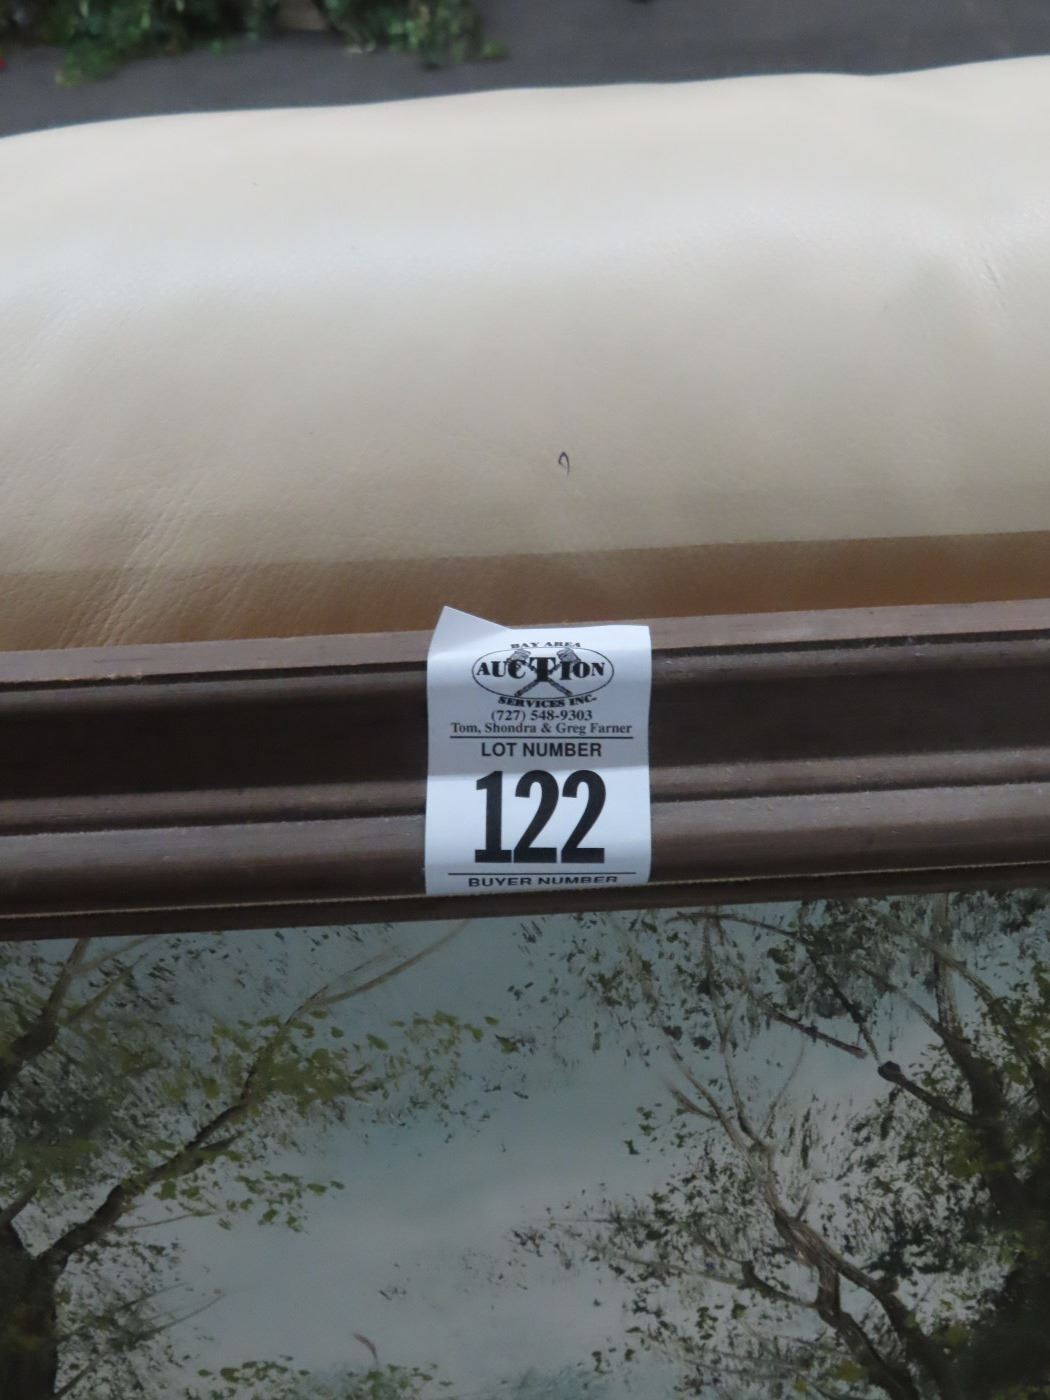 BAY AREA
AUCTION
SERVICES INC.
(727) 548-9303
Tom, Shondra & Greg Farner
LOT NUMBER
122
BUYER NUMBER